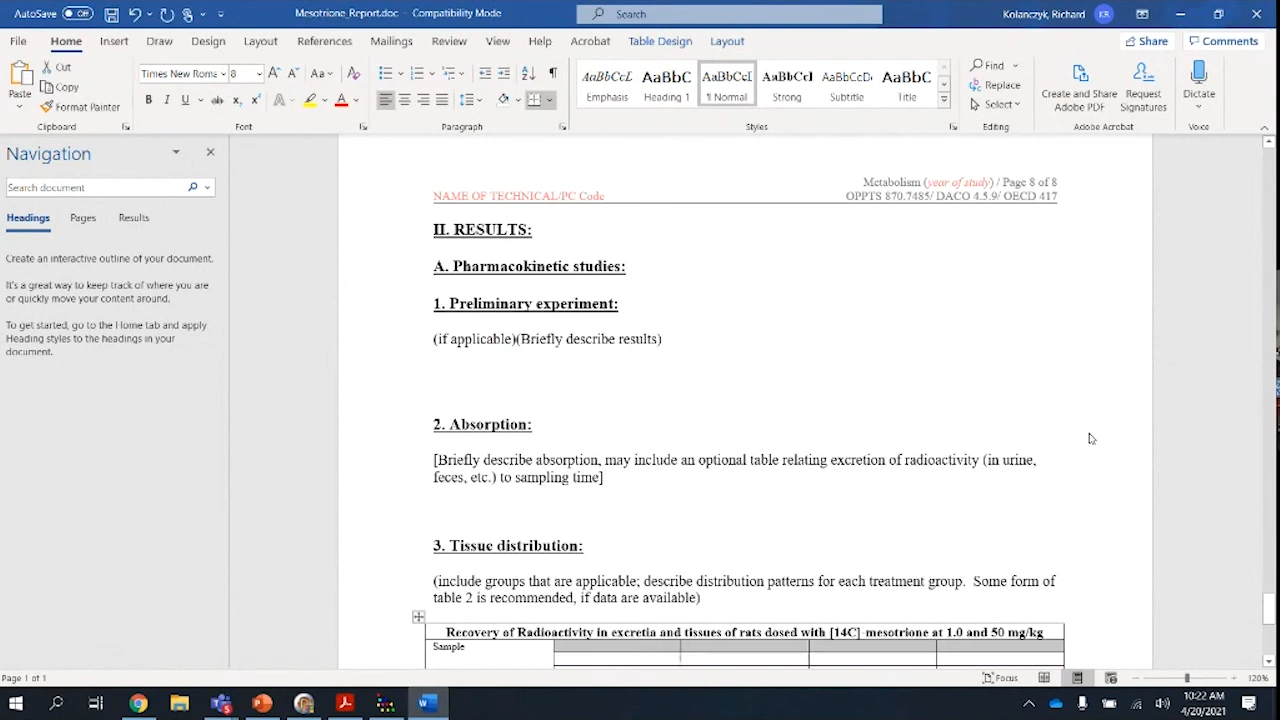 AutoSave Off
Mesotrione_Report.doc - Compatibility Mode
Search
Kolanczyk, Richard KR
File Home Insert Draw Design Layout References Mailings Review View Help Acrobat Table Design Layout
Share Comments
Paste
Cut
Copy
Format Painter
Clipboard
Times New Roma 8
Font
Paragraph
AaBbCcL AaBbC AaBbCcL AaBbCcI AaBbCcD AaBbC
Emphasis Heading 1 ¶ Normal Strong Subtitle Title
Styles
Find
Replace
Select
Editing
Create and Share Adobe PDF
Request Signatures
Adobe Acrobat
Dictate
Voice
Navigation
Search document
Headings Pages Results
Create an interactive outline of your document.
It's a great way to keep track of where you are
or quickly move your content around.
To get started, go to the Home tab and apply
Heading styles to the headings in your
document.
Metabolism (year of study) / Page 8 of 8
NAME OF TECHNICAL/PC Code OPPTS 870.7485/ DACO 4.5.9/ OECD 417
II. RESULTS:
A. Pharmacokinetic studies:
1. Preliminary experiment:
(if applicable)(Briefly describe results)
2. Absorption:
[Briefly describe absorption, may include an optional table relating excretion of radioactivity (in urine,
feces, etc.) to sampling time]
3. Tissue distribution:
(include groups that are applicable; describe distribution patterns for each treatment group. Some form of
table 2 is recommended, if data are available)
Recovery of Radioactivity in excretia and tissues of rats dosed with [14C]-mesotrione at 1.0 and 50 mg/kg
Sample
Page 1 of 1
Focus
120%
10:22 AM
4/20/2021